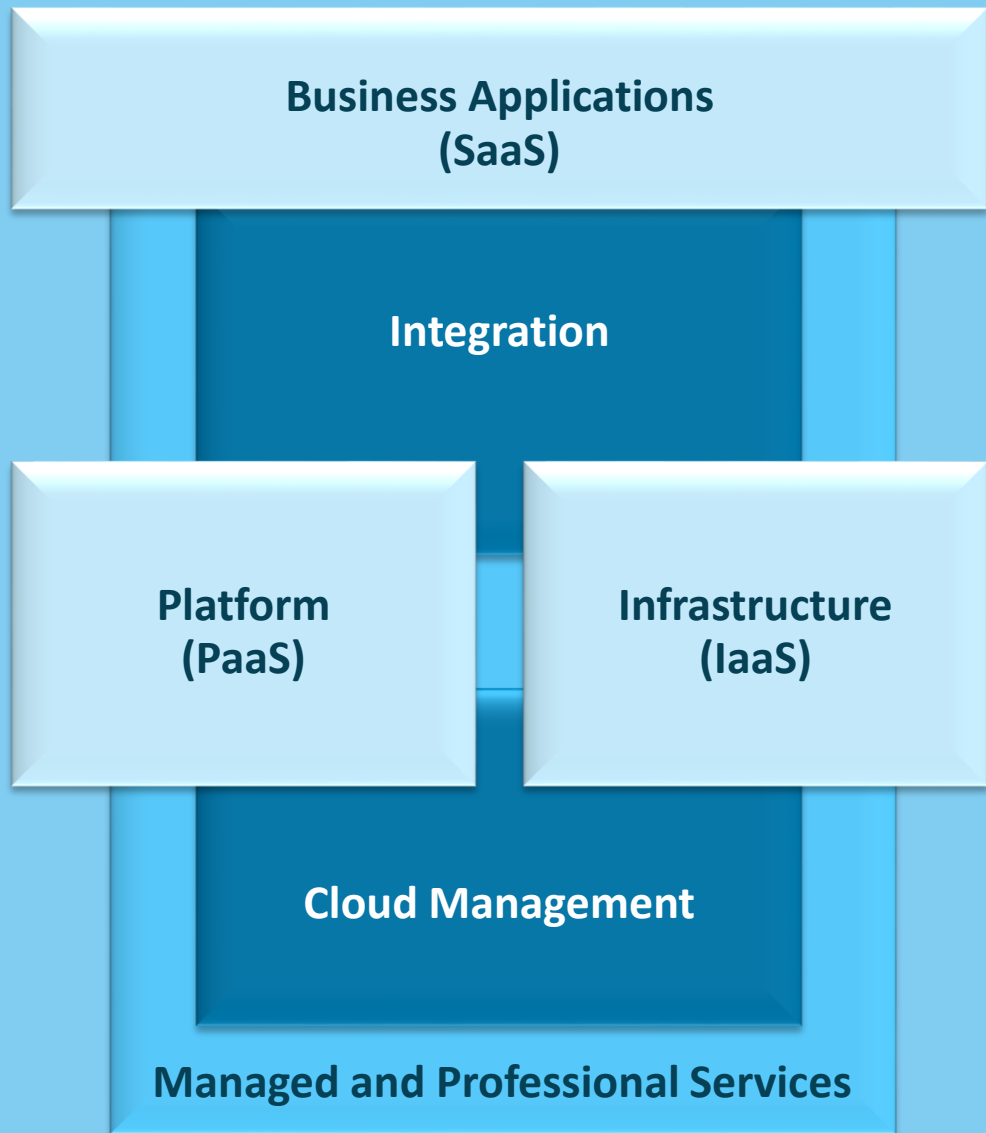 Business Applications
(SaaS)
Integration
Platform
(PaaS)
Infrastructure
(IaaS)
Cloud Management
Managed and Professional Services